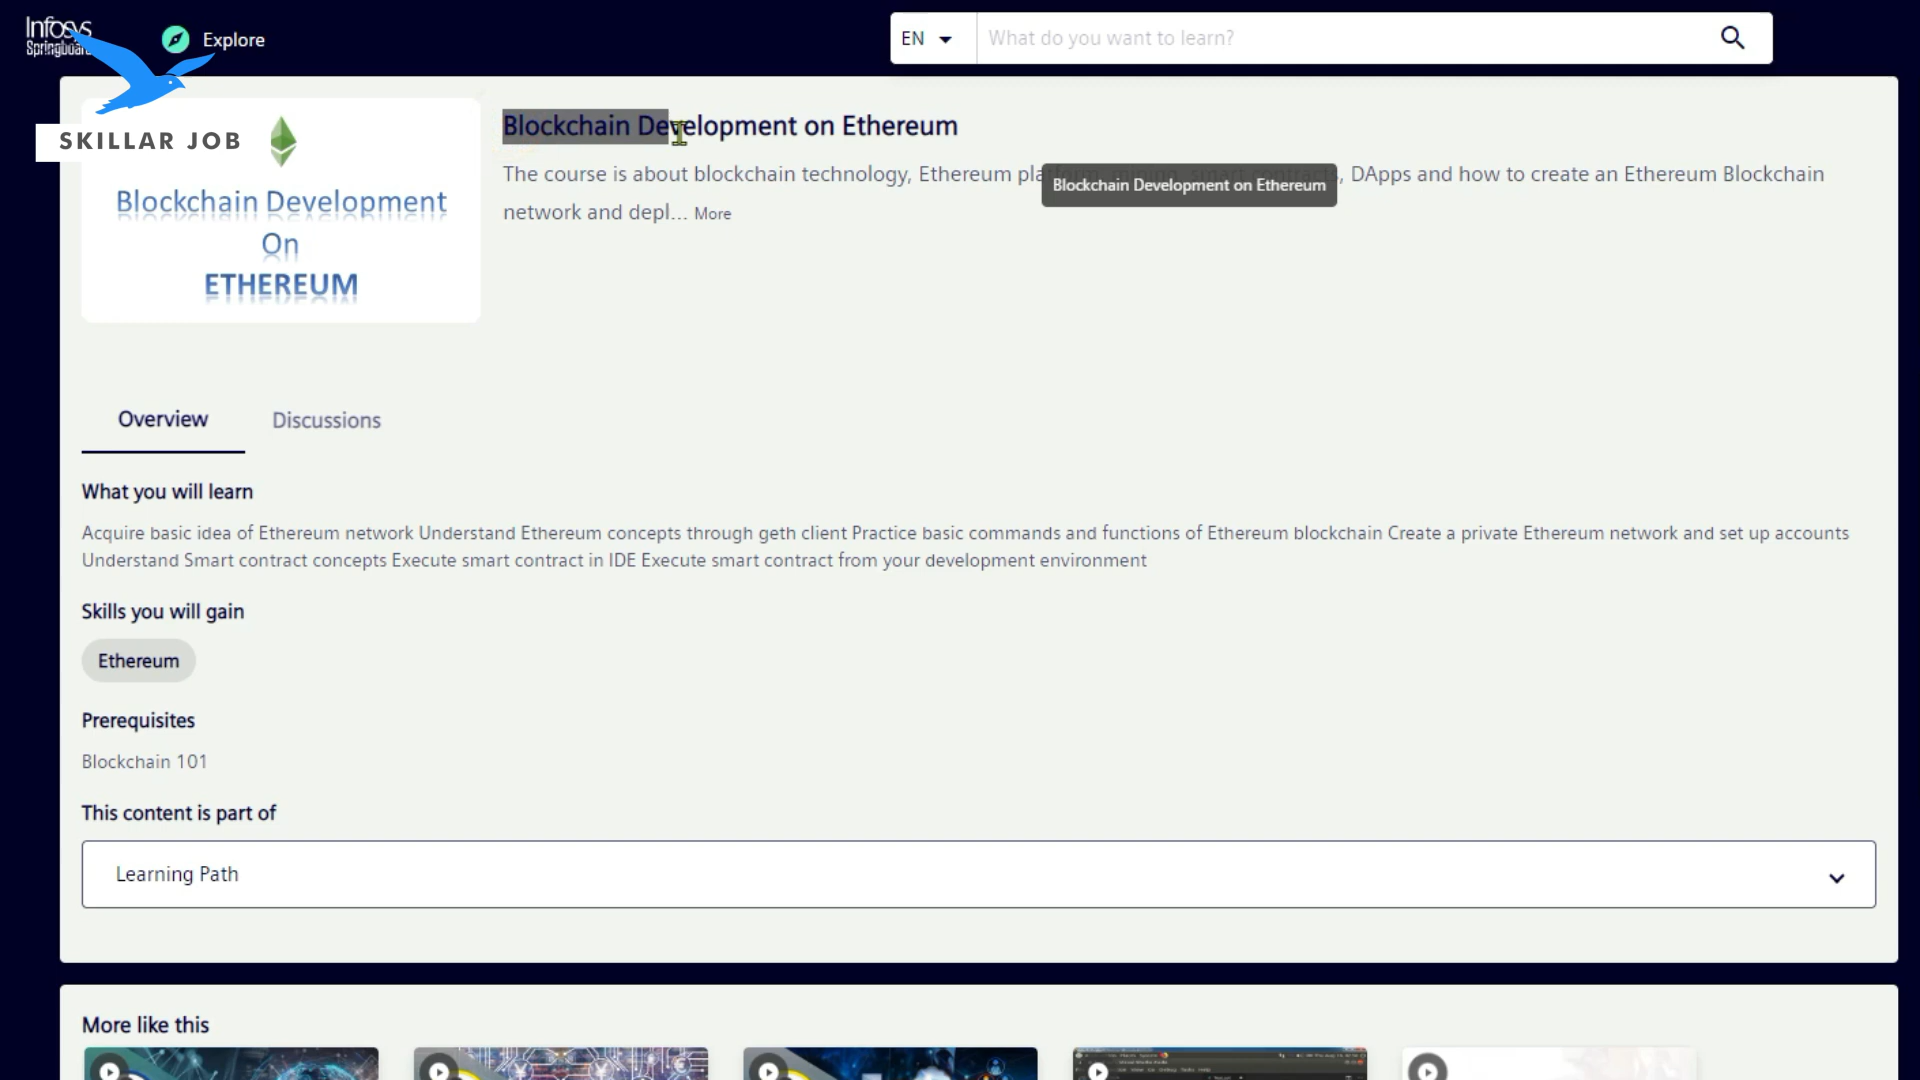 Infosys
Springboard
Explore
EN
What do you want to learn?
SKILLAR JOB
Blockchain Development
On
ETHEREUM
Blockchain Development on Ethereum
The course is about blockchain technology, Ethereum platform, mining, smart contracts, DApps and how to create an Ethereum Blockchain
network and depl... More
Blockchain Development on Ethereum
Overview
Discussions
What you will learn
Acquire basic idea of Ethereum network Understand Ethereum concepts through geth client Practice basic commands and functions of Ethereum blockchain Create a private Ethereum network and set up accounts
Understand Smart contract concepts Execute smart contract in IDE Execute smart contract from your development environment
Skills you will gain
Ethereum
Prerequisites
Blockchain 101
This content is part of
Learning Path
More like this